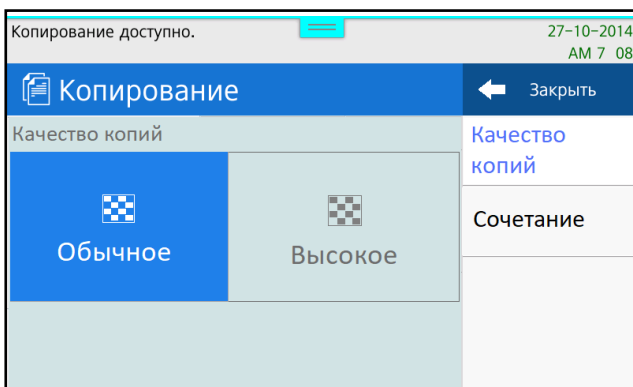 Копирование доступно.
27-10-2014
AM 7 08
Копирование
Закрыть
Качество копий
Качество
копий
Обычное
Высокое
Сочетание